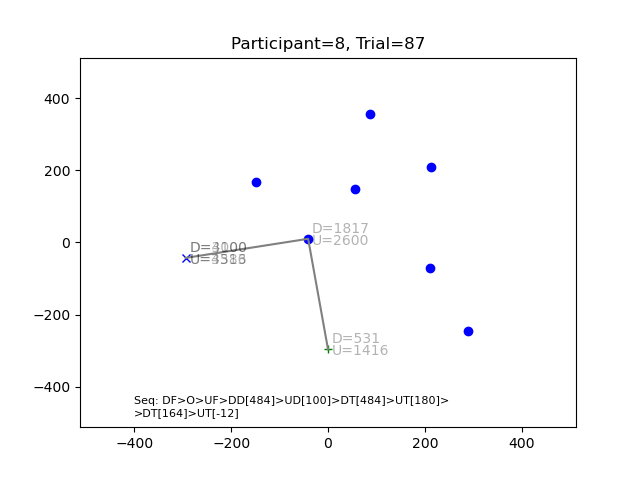 Participant=8, Trial=87
400
200
0
−200
−400
D=1817
U=2600
D=531
U=1416
Seq: DF>O>UF>DD[484]>UD[100]>DT[484]>UT[180]>
>DT[164]>UT[-12]
−400
−200
0
200
400